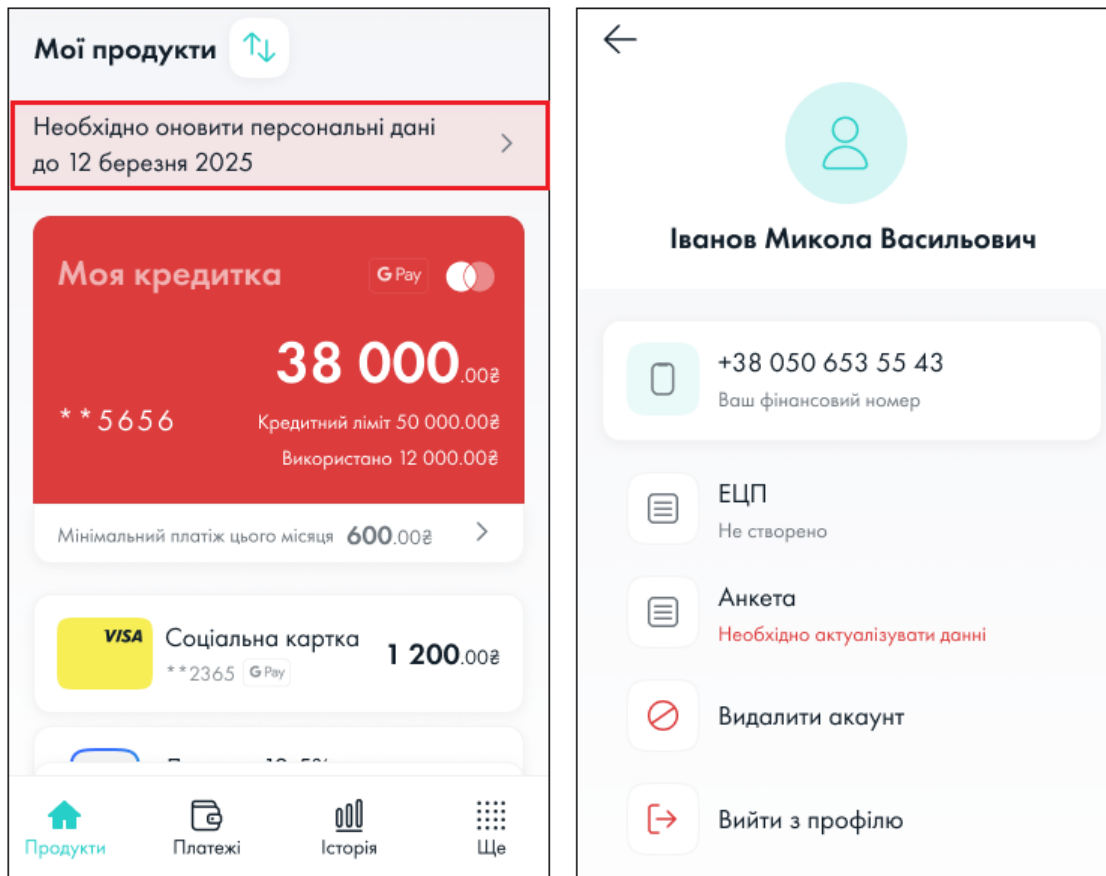 Мої продукти
Необхідно оновити персональні дані
до 12 березня 2025
Моя кредитка
G Pay
38 000.00₴
**5656
Кредитний ліміт 50 000.00₴
Використано 12 000.00₴
Мінімальний платіж цього місяця 600.00₴
VISA
Соціальна картка
1 200.00₴
**2365 G Pay
Продукти
Платежі
Історія
Ще
Іванов Микола Васильович
+38 050 653 55 43
Ваш фінансовий номер
ЕЦП
Не створено
Анкета
Необхідно актуалізувати данні
Видалити акаунт
Вийти з профілю